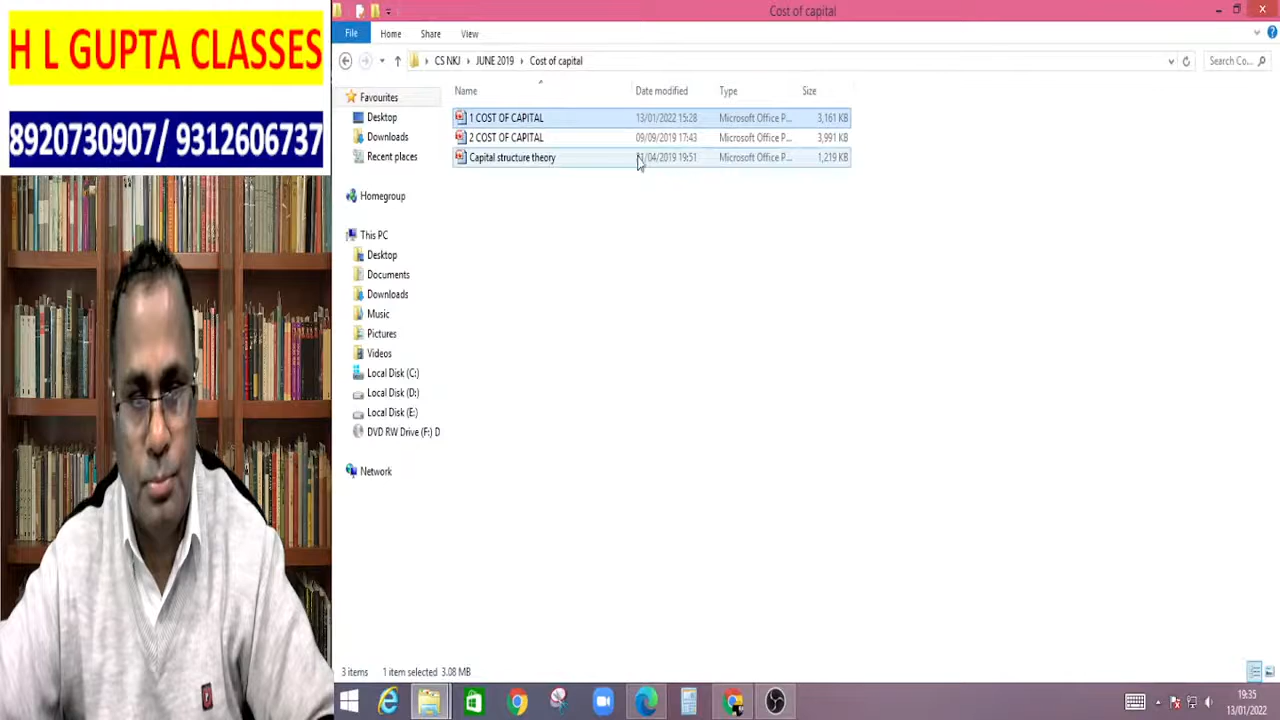 H L GUPTA CLASSES
8920730907/ 9312606737
Cost of capital
File Home Share View
CS NKJ JUNE 2019 Cost of capital
Search Co...
Name Date modified Type Size
1 COST OF CAPITAL 13/01/2022 15:28 Microsoft Office P... 3,161 KB
2 COST OF CAPITAL 09/09/2019 17:43 Microsoft Office P... 3,991 KB
Capital structure theory 19:51 Microsoft Office P... 1,219 KB
Favourites
Desktop
Downloads
Recent places
Homegroup
This PC
Desktop
Documents
Downloads
Music
Pictures
Videos
Local Disk (C:)
Local Disk (D:)
Local Disk (E:)
DVD RW Drive (F:) D
Network
3 items 1 item selected 3.08 MB
19:35
13/01/2022